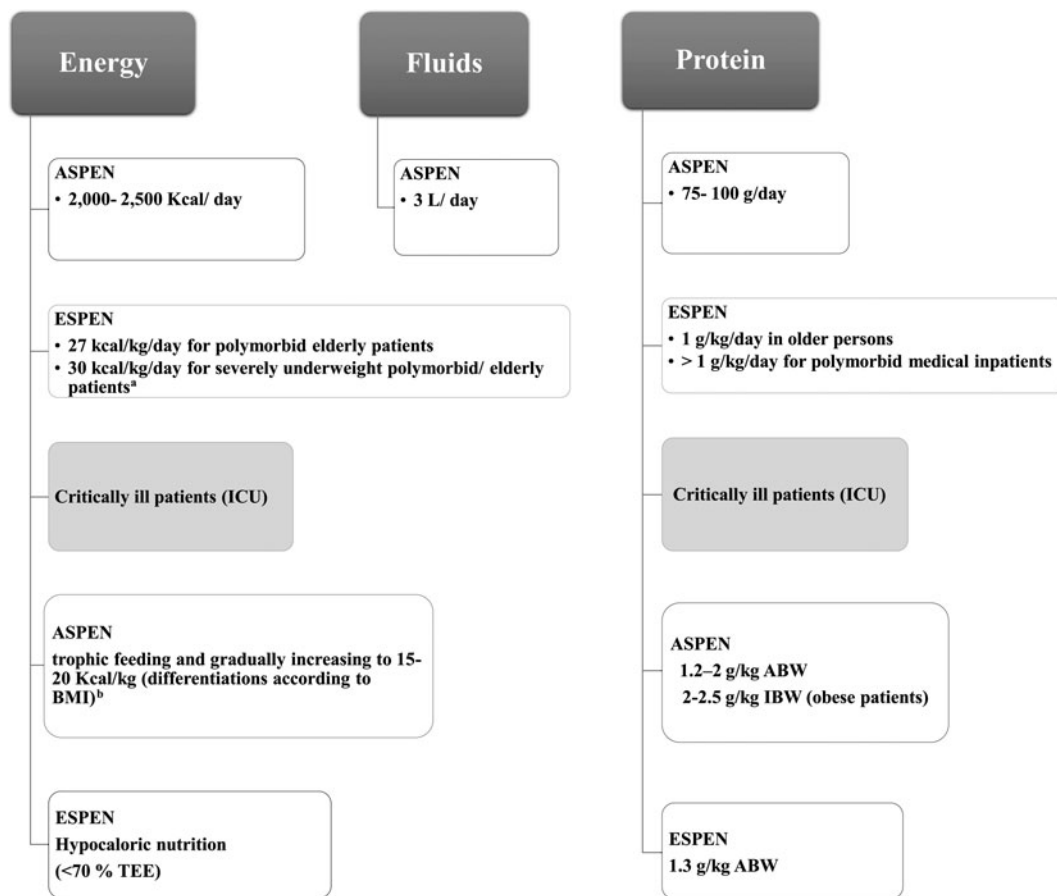 Energy
Fluids
Protein
ASPEN
• 2,000- 2,500 Kcal/ day
ASPEN
• 3 L/ day
ASPEN
• 75- 100 g/day
ESPEN
• 27 kcal/kg/day for polymorbid elderly patients
• 30 kcal/kg/day for severely underweight polymorbid/ elderly
patientsᵃ
ESPEN
• 1 g/kg/day in older persons
• > 1 g/kg/day for polymorbid medical inpatients
Critically ill patients (ICU)
Critically ill patients (ICU)
ASPEN
trophic feeding and gradually increasing to 15-
20 Kcal/kg (differentiations according to
BMI)ᵇ
ASPEN
1.2–2 g/kg ABW
2-2.5 g/kg IBW (obese patients)
ESPEN
Hypocaloric nutrition
(<70 % TEE)
ESPEN
1.3 g/kg ABW